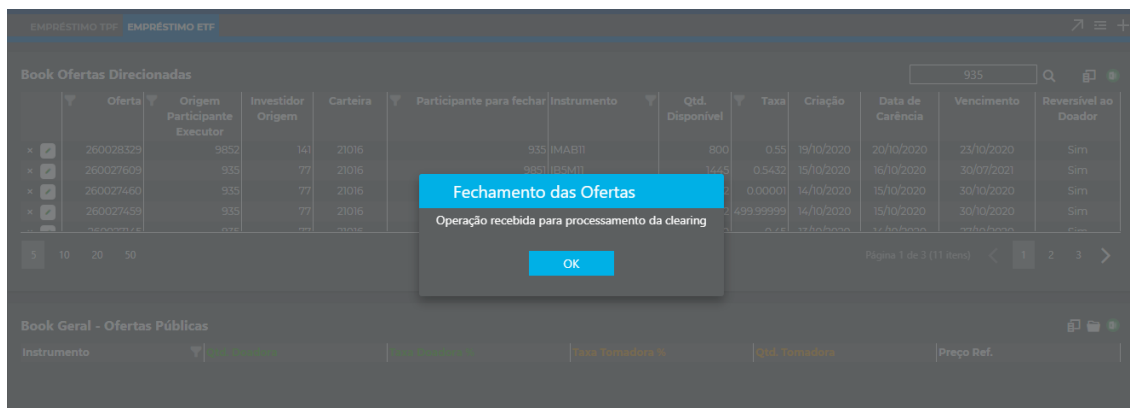 EMPRÉSTIMO TPF EMPRÉSTIMO ETF
Book Ofertas Direcionadas 935
Oferta Origem Participante Executor Investidor Origem Carteira Participante para fechar Instrumento Qtd. Disponível Taxa Criação Data de Carência Vencimento Reversível ao Doador
260028329 9852 141 21016 935 IMAB11 800 0.55 19/10/2020 20/10/2020 23/10/2020 Sim
260027609 935 77 21016 9851 IB5M11 1445 0.5432 15/10/2020 16/10/2020 30/07/2021 Sim
260027460 935 77 21016 0.00001 14/10/2020 15/10/2020 30/10/2020 Sim
260027459 935 77 21016 499.99999 14/10/2020 15/10/2020 30/10/2020 Sim
Fechamento das Ofertas
Operação recebida para processamento da clearing
OK
5 10 20 50 Página 1 de 3 (11 itens) 1 2 3
Book Geral - Ofertas Públicas
Instrumento Taxa Tomadora % Qtd. Tomadora Preço Ref.